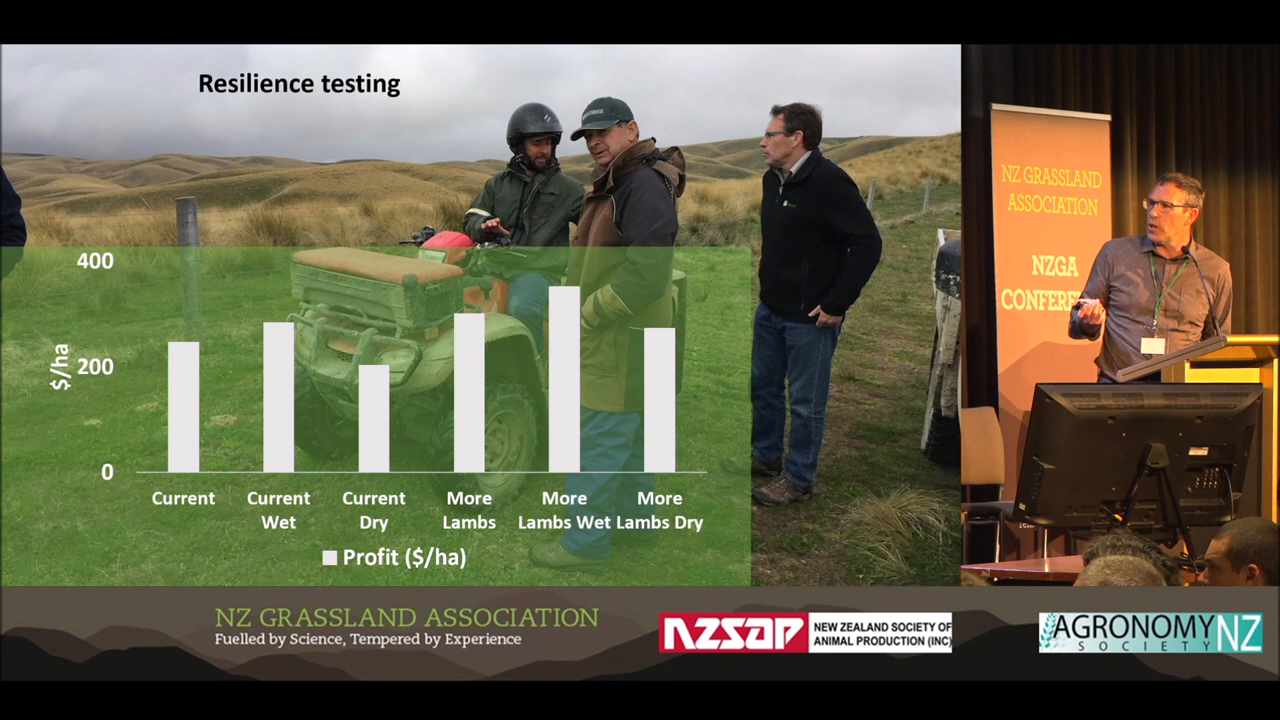 Resilience testing
400
$/ha
200
0
Current
Current
Wet
Current
Dry
More
Lambs
More
Lambs Wet
More
Lambs Dry
Profit ($/ha)
NZ GRASSLAND
ASSOCIATION
NZGA
NZ GRASSLAND ASSOCIATION
Fuelled by Science, Tempered by Experience
NZSAP
NEW ZEALAND SOCIETY OF
ANIMAL PRODUCTION (INC)
AGRONOMY NZ
SOCIETY